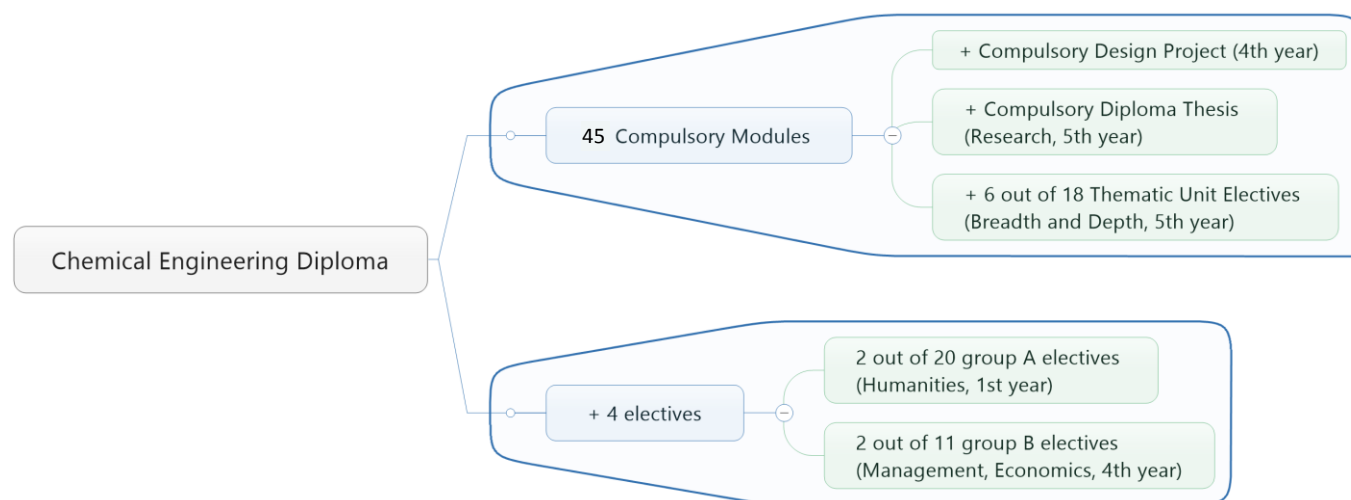 Chemical Engineering Diploma
45 Compulsory Modules
+ Compulsory Design Project (4th year)
+ Compulsory Diploma Thesis
(Research, 5th year)
+ 6 out of 18 Thematic Unit Electives
(Breadth and Depth, 5th year)
+ 4 electives
2 out of 20 group A electives
(Humanities, 1st year)
2 out of 11 group B electives
(Management, Economics, 4th year)